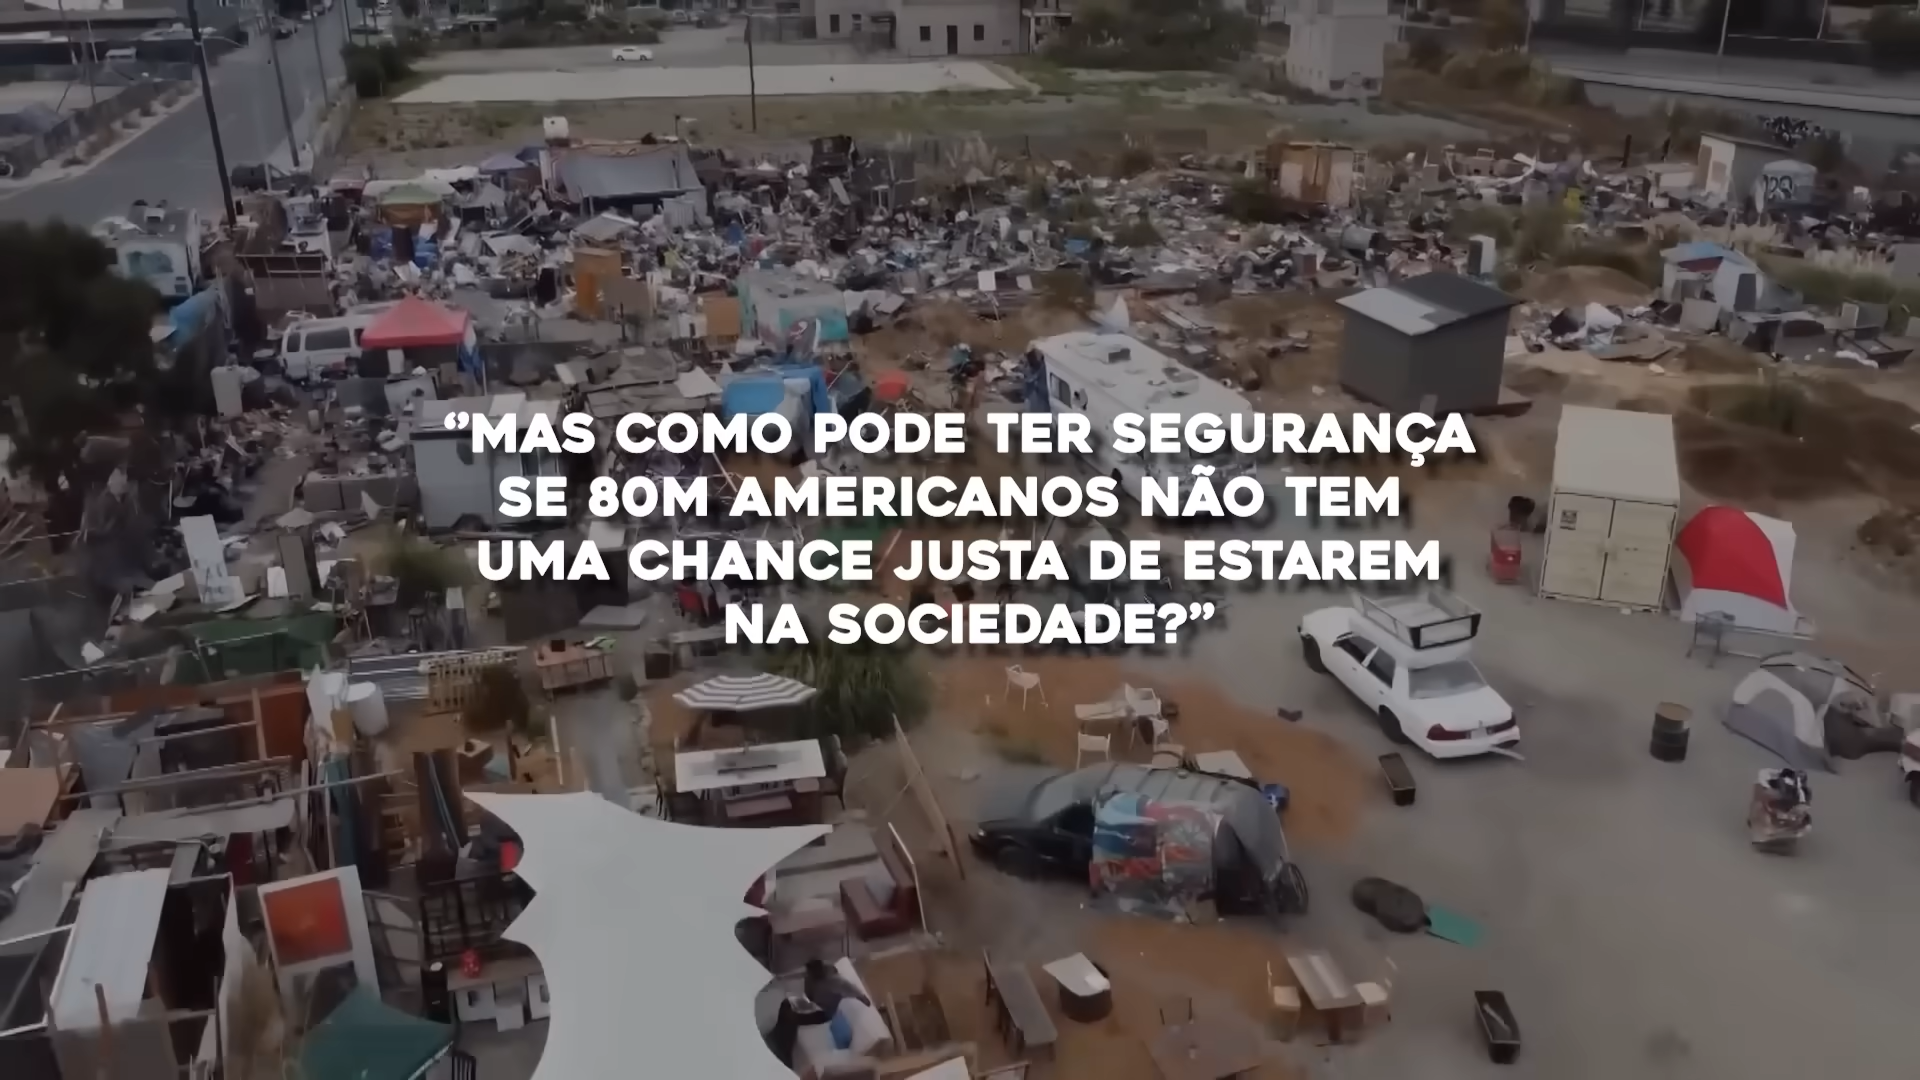 ‘’MAS COMO PODE TER SEGURANÇA
SE 80M AMERICANOS NÃO TEM
UMA CHANCE JUSTA DE ESTAREM
NA SOCIEDADE?’’